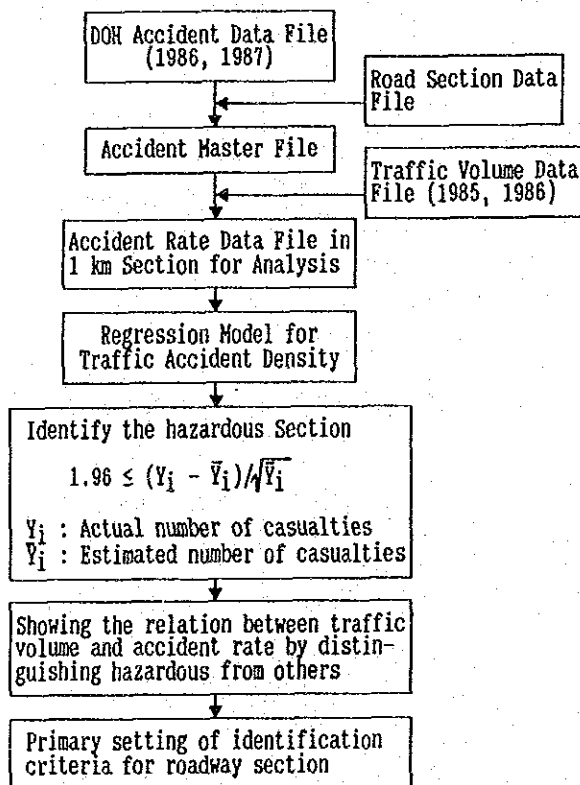 DOH Accident Data File
(1986, 1987)
Road Section Data
File
Accident Master File
Traffic Volume Data
File (1985, 1986)
Accident Rate Data File in
1 km Section for Analysis
Regression Model for
Traffic Accident Density
Identify the hazardous Section
1.96 ≤ (Yi - Ȳi)/√Ȳi
Yi : Actual number of casualties
Ȳi : Estimated number of casualties
Showing the relation between traffic
volume and accident rate by distin-
guishing hazardous from others
Primary setting of identification
criteria for roadway section